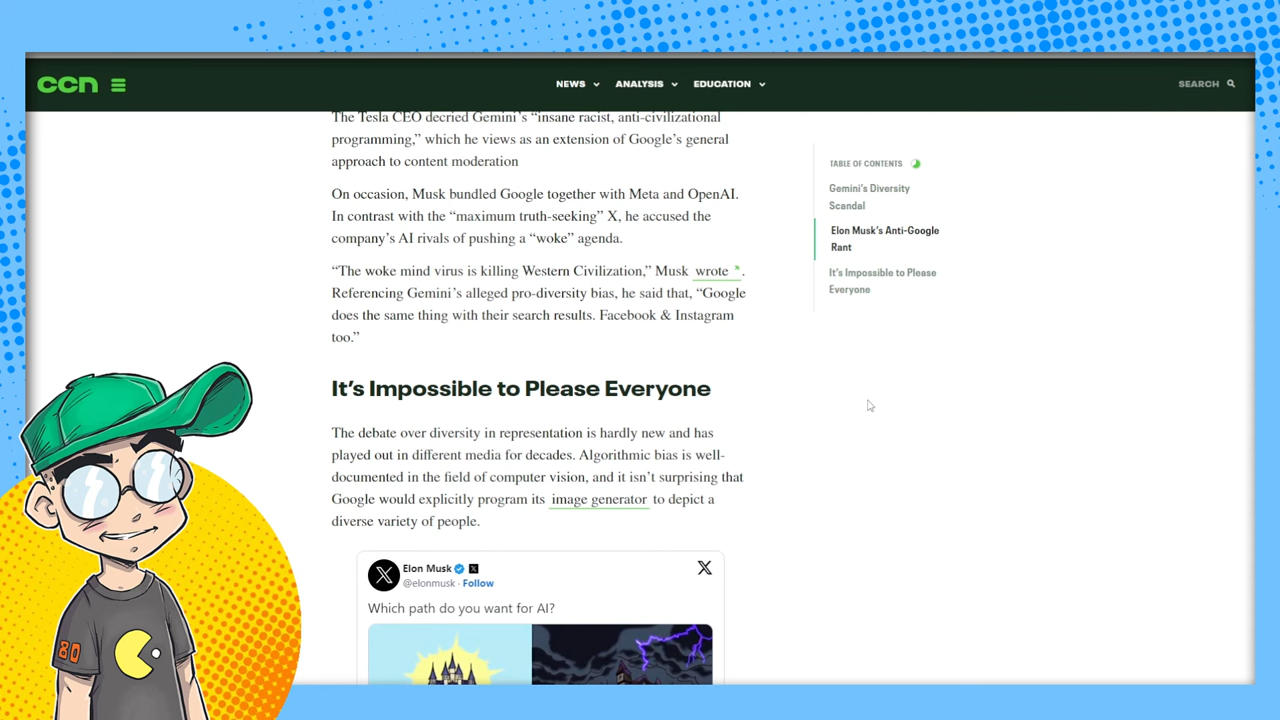 ccn
NEWS
ANALYSIS
EDUCATION
SEARCH
The Tesla CEO decried Gemini's “insane racist, anti-civilizational
programming,” which he views as an extension of Google's general
approach to content moderation
On occasion, Musk bundled Google together with Meta and OpenAI.
In contrast with the “maximum truth-seeking” X, he accused the
company's AI rivals of pushing a “woke” agenda.
“The woke mind virus is killing Western Civilization,” Musk wrote .
Referencing Gemini's alleged pro-diversity bias, he said that, “Google
does the same thing with their search results. Facebook & Instagram
too.”
It's Impossible to Please Everyone
The debate over diversity in representation is hardly new and has
played out in different media for decades. Algorithmic bias is well-
documented in the field of computer vision, and it isn't surprising that
Google would explicitly program its image generator to depict a
diverse variety of people.
Elon Musk
@elonmusk · Follow
Which path do you want for AI?
TABLE OF CONTENTS
Gemini's Diversity
Scandal
Elon Musk's Anti-Google
Rant
It's Impossible to Please
Everyone
80